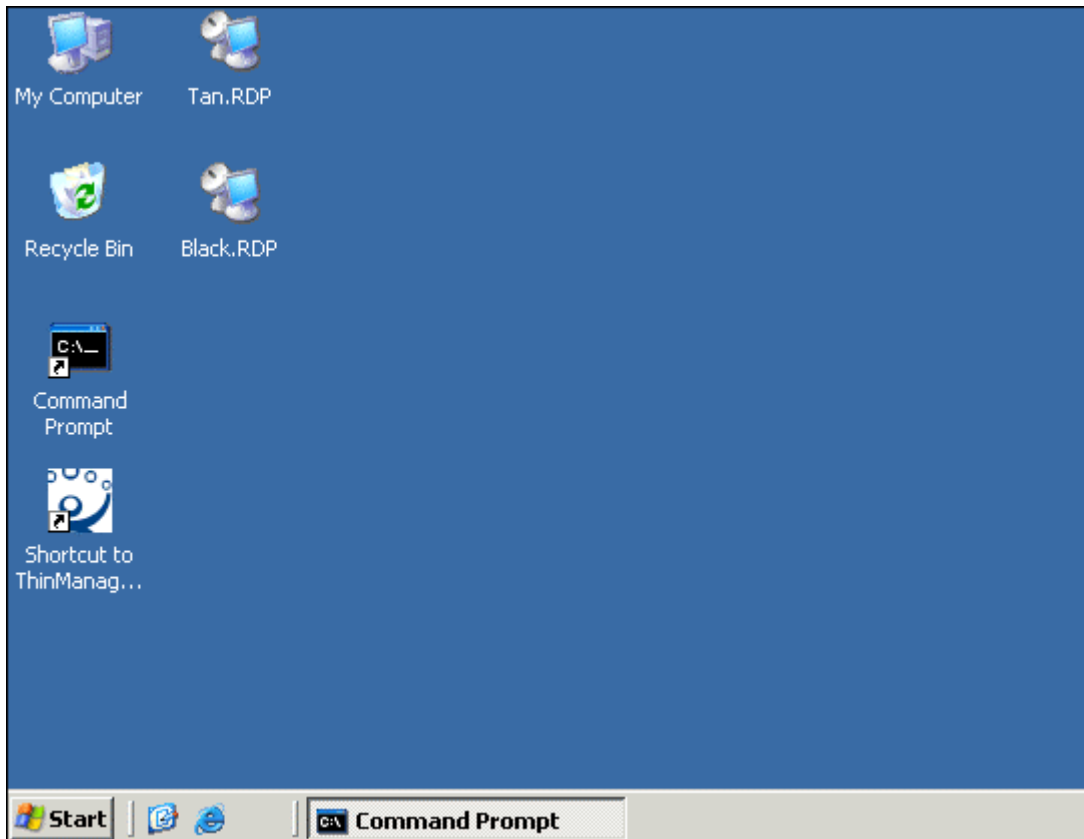 My Computer
Tan.RDP
Recycle Bin
Black.RDP
C:\_
Command
Prompt
Shortcut to
ThinManag...
Start
C:\
Command Prompt